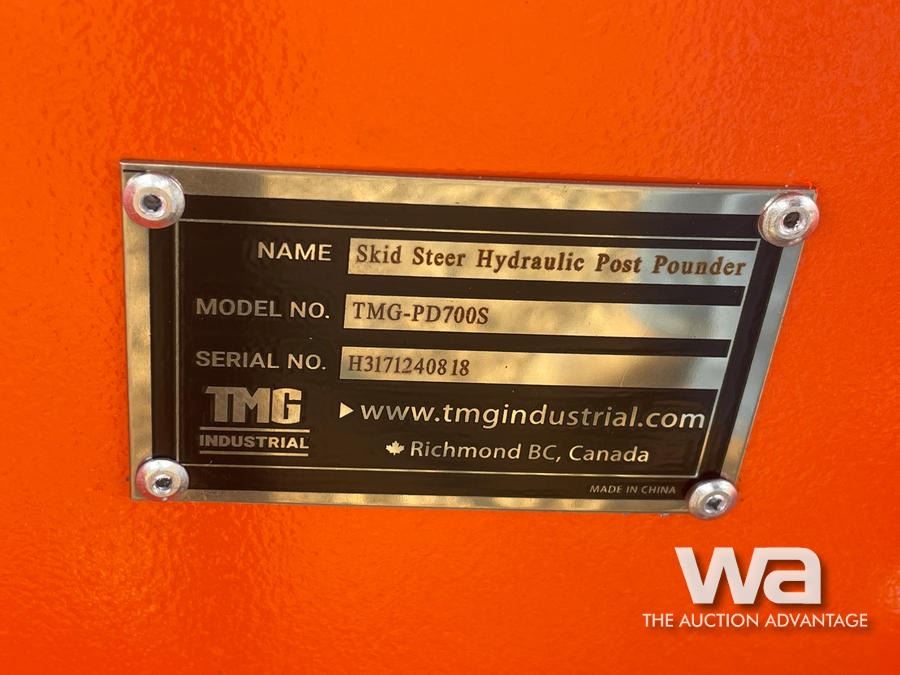 NAME Skid Steer Hydraulic Post Pounder
MODEL NO. TMG-PD700S
SERIAL NO. H3171240818
TMG
INDUSTRIAL
www.tmgindustrial.com
Richmond BC, Canada
MADE IN CHINA
wa
THE AUCTION ADVANTAGE